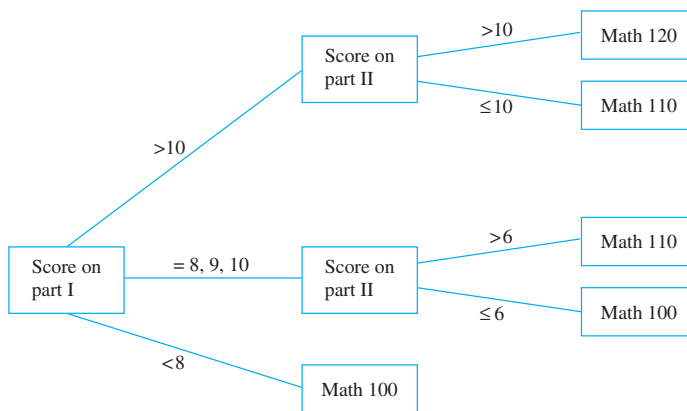 >10
Math 120
Score on
part II
≤10
Math 110
>10
>6
Math 110
Score on
part I
= 8, 9, 10
Score on
part II
≤6
Math 100
<8
Math 100